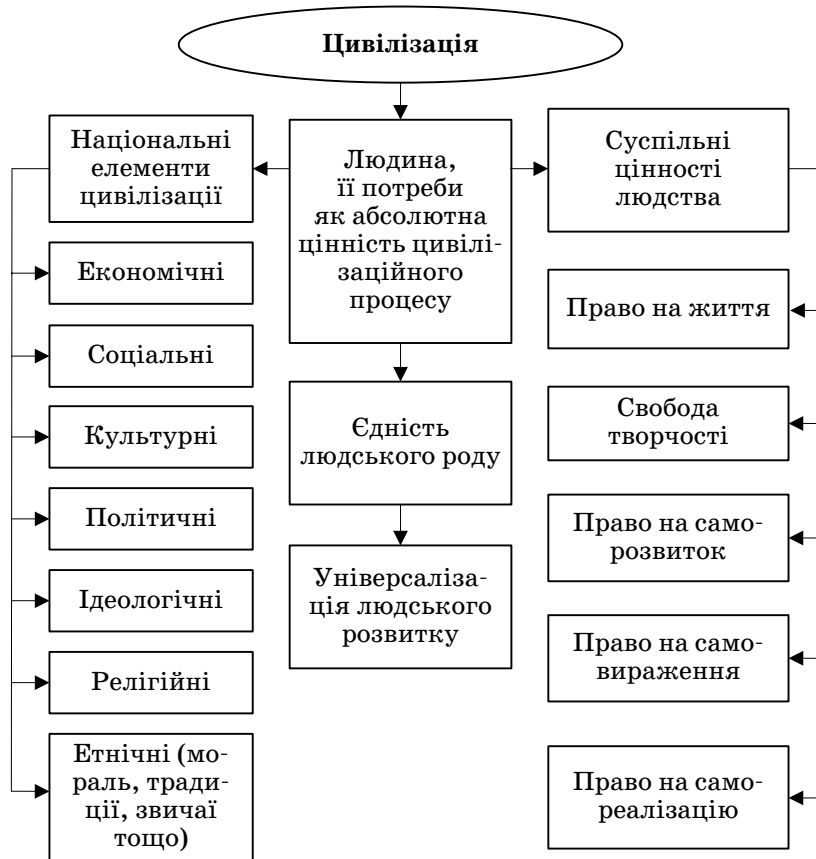 Цивілізація
Національні
елементи
цивілізації
Економічні
Соціальні
Культурні
Політичні
Ідеологічні
Релігійні
Етнічні (мо-
раль, тради-
ції, звичаї
тощо)
Людина,
її потреби
як абсолютна
цінність цивілі-
заційного
процесу
Єдність
людського роду
Універсаліза-
ція людського
розвитку
Суспільні
цінності
людства
Право на життя
Свобода
творчості
Право на само-
розвиток
Право на само-
вираження
Право на само-
реалізацію